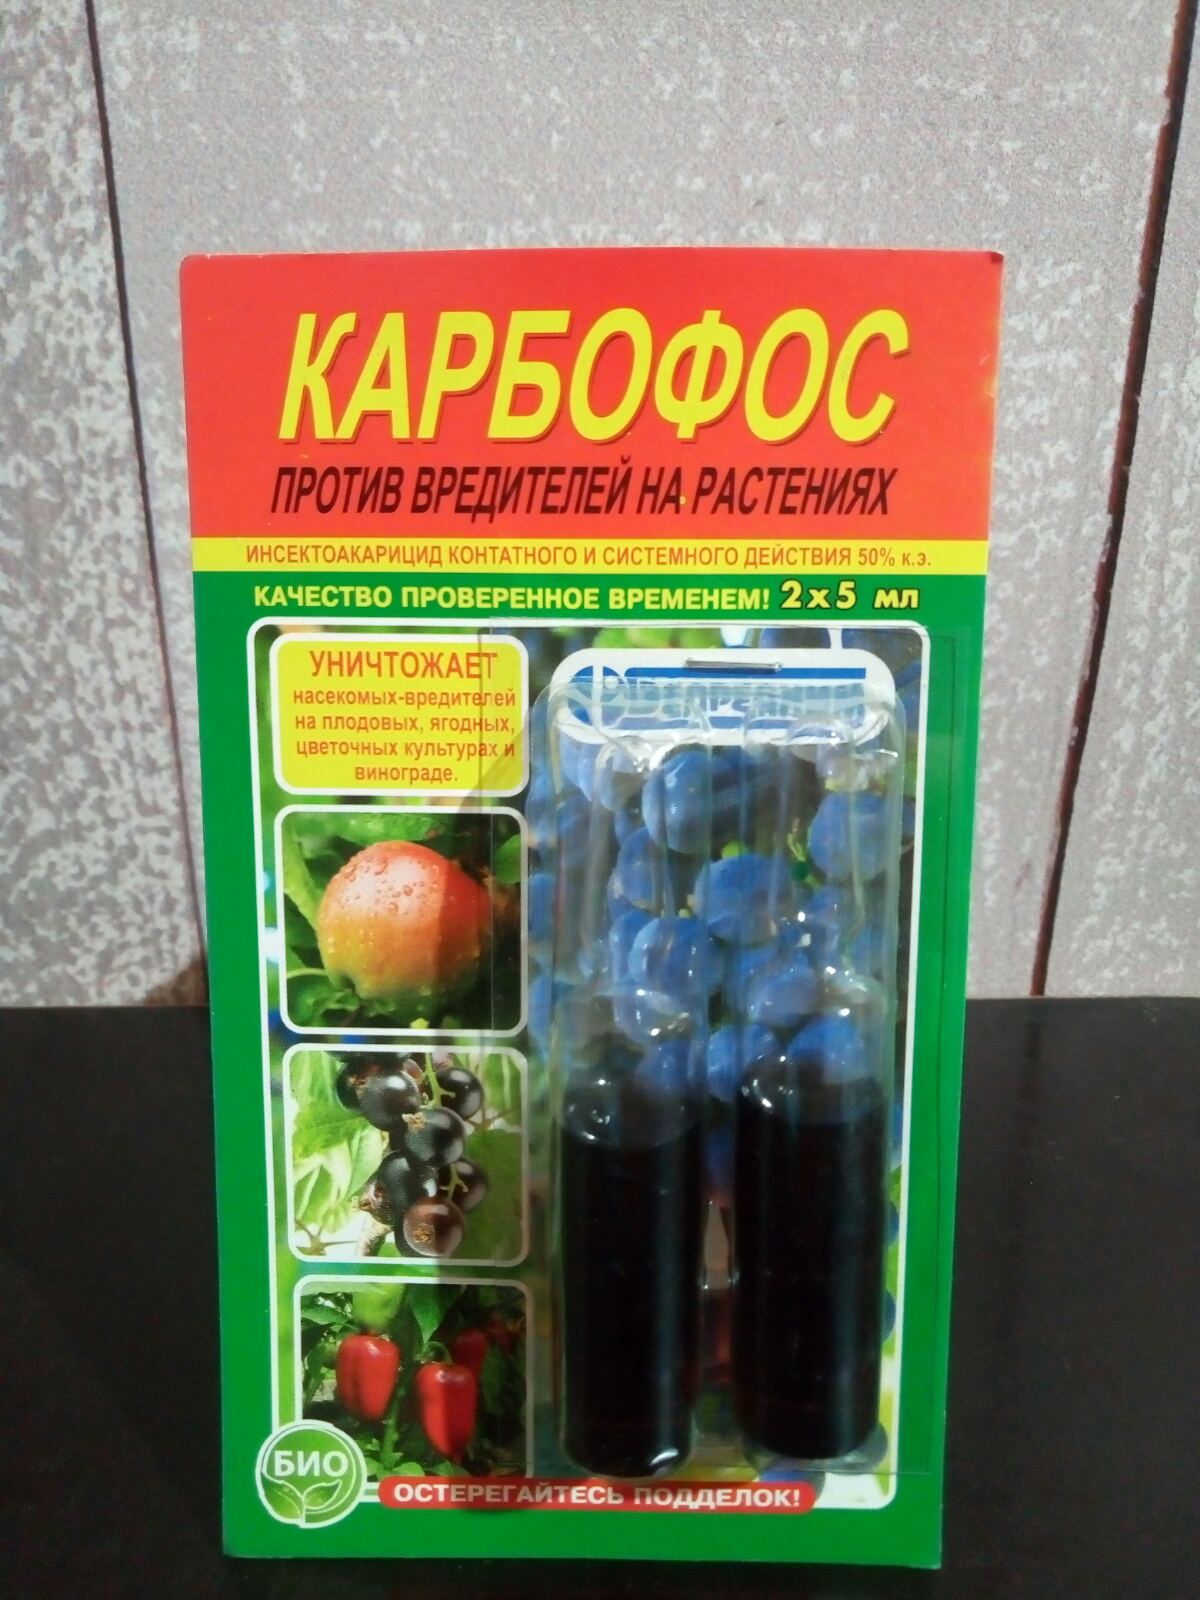 КАРБОФОС
ПРОТИВ ВРЕДИТЕЛЕЙ НА РАСТЕНИЯХ
ИНСЕКТОАКАРИЦИД КОНТАТНОГО И СИСТЕМНОГО ДЕЙСТВИЯ 50% к.э.
КАЧЕСТВО ПРОВЕРЕННОЕ ВРЕМЕНЕМ! 2х5 мл
УНИЧТОЖАЕТ
насекомых-вредителей
на плодовых, ягодных,
цветочных культурах и
винограде.
БИО
ОСТЕРЕГАЙТЕСЬ ПОДДЕЛОК!